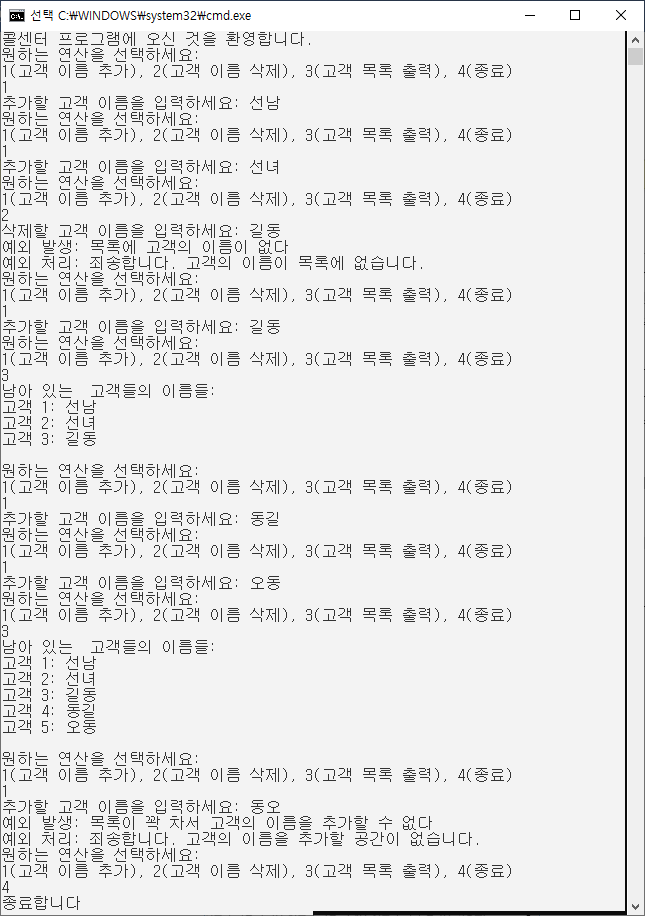 선택 C:₩WINDOWS₩system32₩cmd.exe
콜센터 프로그램에 오신 것을 환영합니다.
원하는 연산을 선택하세요:
1(고객 이름 추가), 2(고객 이름 삭제), 3(고객 목록 출력), 4(종료)
1
추가할 고객 이름을 입력하세요: 선남
원하는 연산을 선택하세요:
1(고객 이름 추가), 2(고객 이름 삭제), 3(고객 목록 출력), 4(종료)
1
추가할 고객 이름을 입력하세요: 선녀
원하는 연산을 선택하세요:
1(고객 이름 추가), 2(고객 이름 삭제), 3(고객 목록 출력), 4(종료)
2
삭제할 고객 이름을 입력하세요: 길동
예외 발생: 목록에 고객의 이름이 없다
예외 처리: 죄송합니다. 고객의 이름이 목록에 없습니다.
원하는 연산을 선택하세요:
1(고객 이름 추가), 2(고객 이름 삭제), 3(고객 목록 출력), 4(종료)
1
추가할 고객 이름을 입력하세요: 길동
원하는 연산을 선택하세요:
1(고객 이름 추가), 2(고객 이름 삭제), 3(고객 목록 출력), 4(종료)
3
남아 있는  고객들의 이름들:
고객 1: 선남
고객 2: 선녀
고객 3: 길동
원하는 연산을 선택하세요:
1(고객 이름 추가), 2(고객 이름 삭제), 3(고객 목록 출력), 4(종료)
1
추가할 고객 이름을 입력하세요: 동길
원하는 연산을 선택하세요:
1(고객 이름 추가), 2(고객 이름 삭제), 3(고객 목록 출력), 4(종료)
1
추가할 고객 이름을 입력하세요: 오동
원하는 연산을 선택하세요:
1(고객 이름 추가), 2(고객 이름 삭제), 3(고객 목록 출력), 4(종료)
3
남아 있는  고객들의 이름들:
고객 1: 선남
고객 2: 선녀
고객 3: 길동
고객 4: 동길
고객 5: 오동
원하는 연산을 선택하세요:
1(고객 이름 추가), 2(고객 이름 삭제), 3(고객 목록 출력), 4(종료)
1
추가할 고객 이름을 입력하세요: 동오
예외 발생: 목록이 꽉 차서 고객의 이름을 추가할 수 없다
예외 처리: 죄송합니다. 고객의 이름을 추가할 공간이 없습니다.
원하는 연산을 선택하세요:
1(고객 이름 추가), 2(고객 이름 삭제), 3(고객 목록 출력), 4(종료)
4
종료합니다